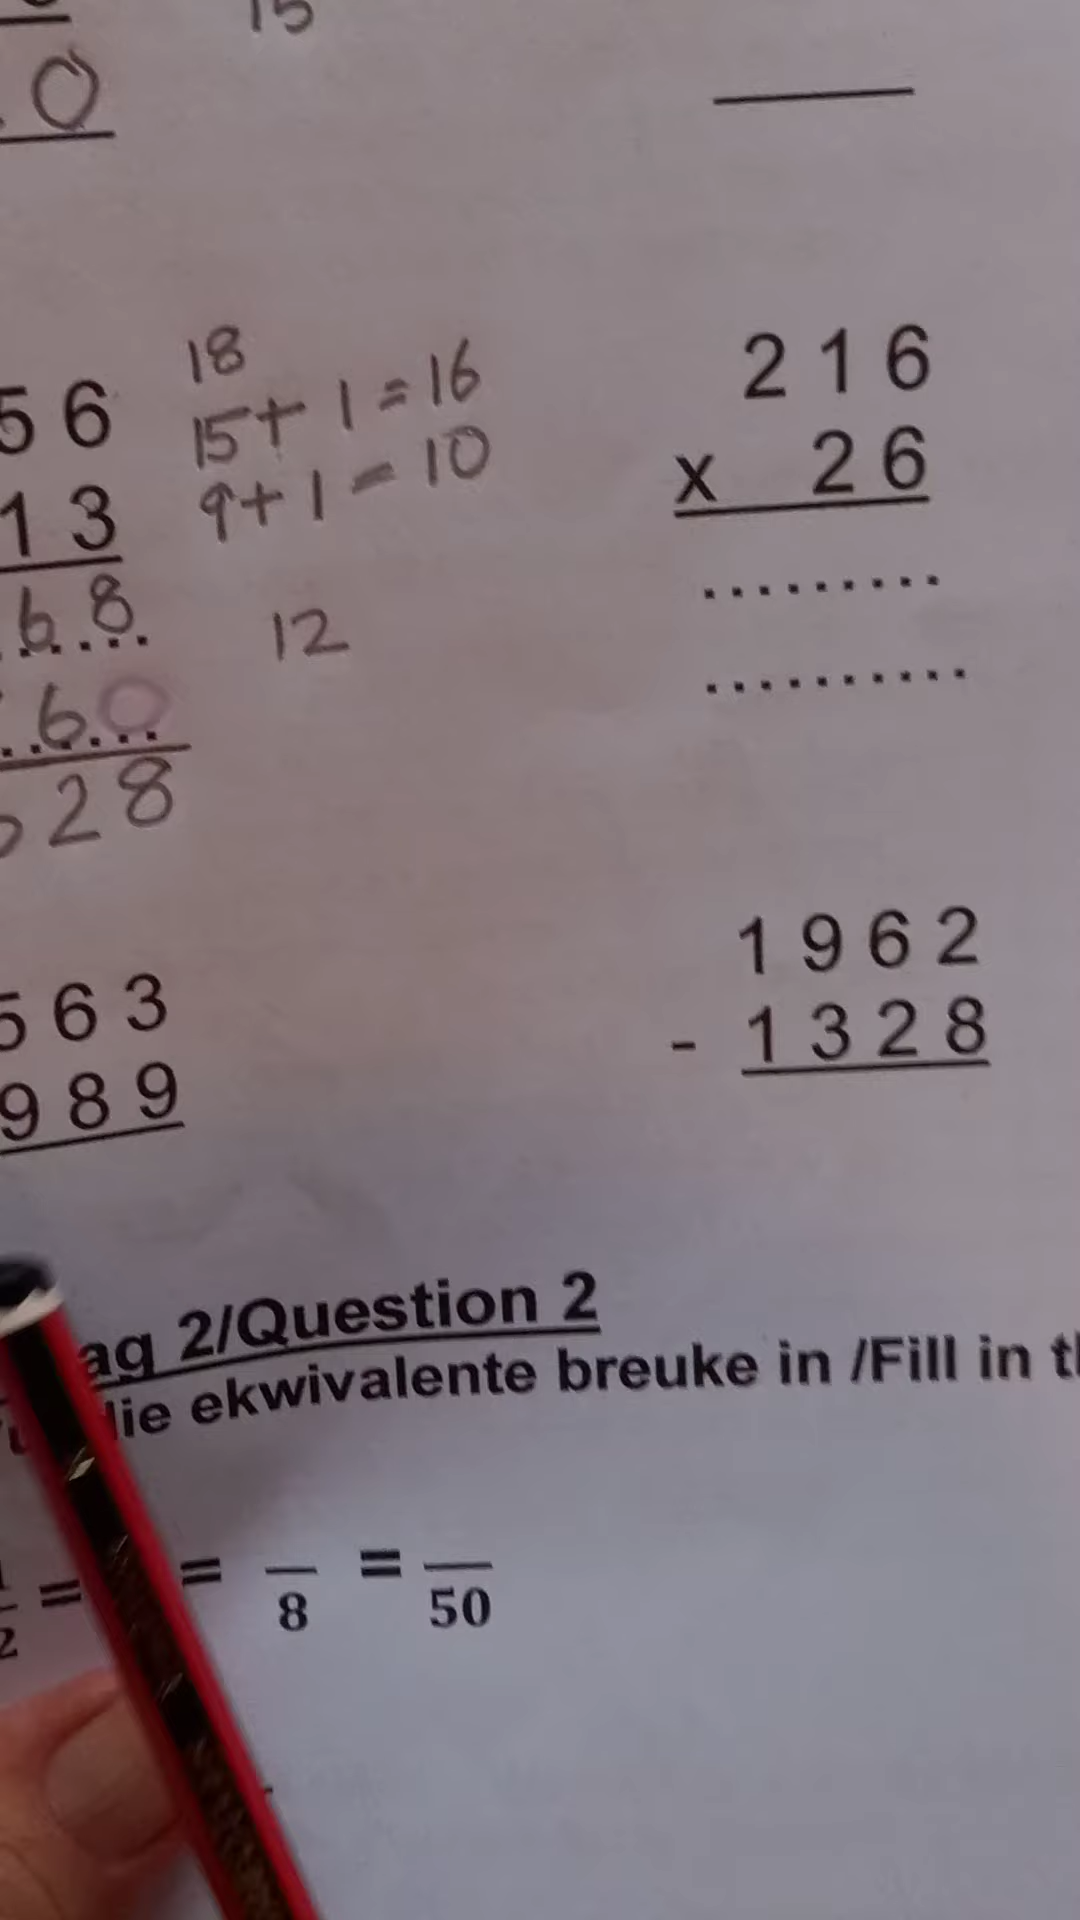 15
0
56
13
68
60
28
18
15+ 1 = 16
9+1 = 10
12
216
x 26
.........
..........
563
989
1962
- 1328
ag 2/Question 2
die ekwivalente breuke in /Fill in
= = — = —
2 8 50